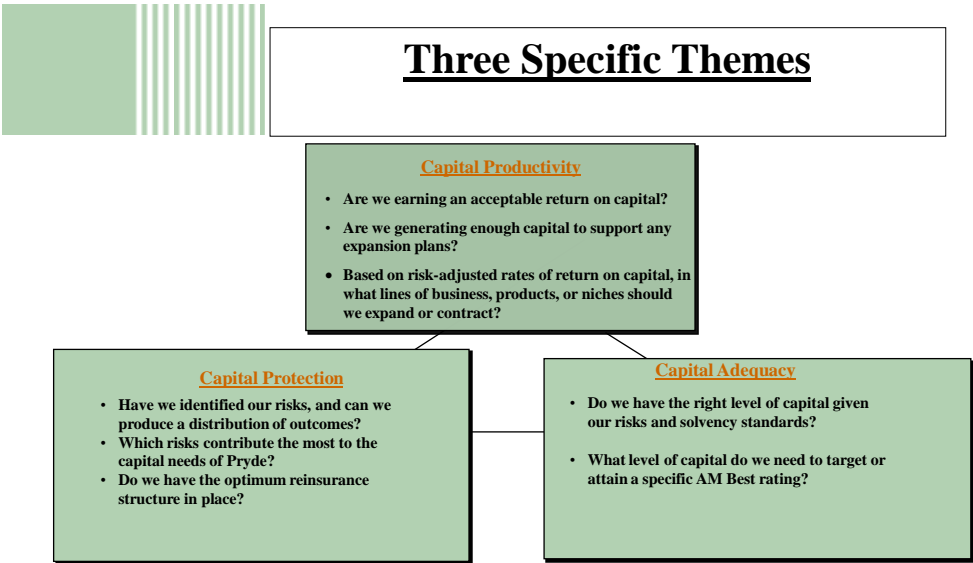 Three Specific Themes
Capital Productivity
• Are we earning an acceptable return on capital?
• Are we generating enough capital to support any
expansion plans?
• Based on risk-adjusted rates of return on capital, in
what lines of business, products, or niches should
we expand or contract?
Capital Protection
• Have we identified our risks, and can we
produce a distribution of outcomes?
• Which risks contribute the most to the
capital needs of Pryde?
• Do we have the optimum reinsurance
structure in place?
Capital Adequacy
• Do we have the right level of capital given
our risks and solvency standards?
• What level of capital do we need to target or
attain a specific AM Best rating?